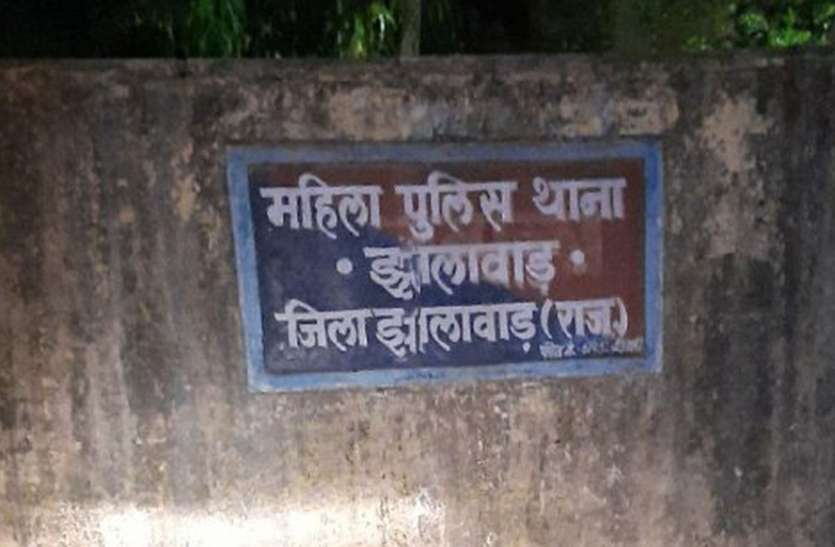 महिला पुलिस थाना
• झालावाड़ •
जिला झालावाड़ (राज.)